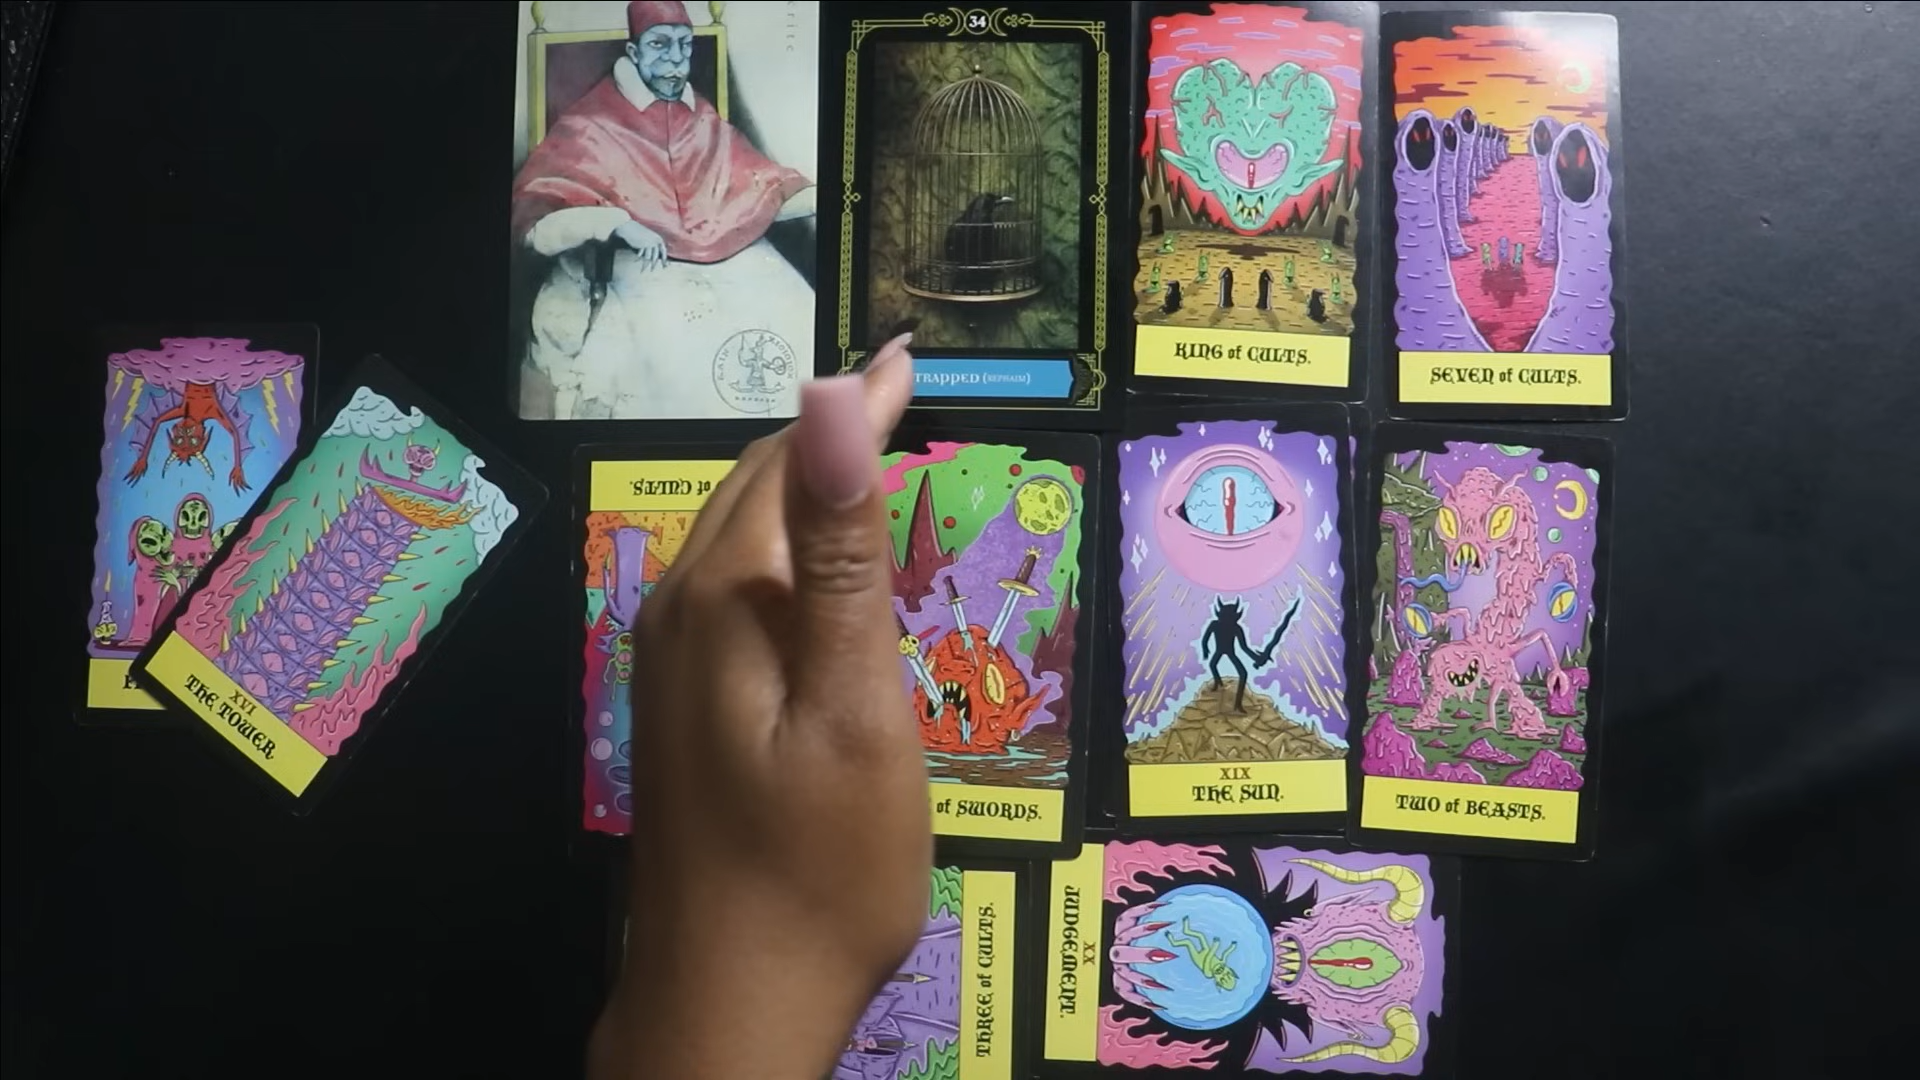 34
TRAPPED (REPHAIM)
KING of CULTS.
SEVEN of CULTS.
XVI
THE TOWER.
of CULTS.
of SWORDS.
XIX
THE SUN.
TWO of BEASTS.
THREE of CULTS.
XX
JUDGEMENT.